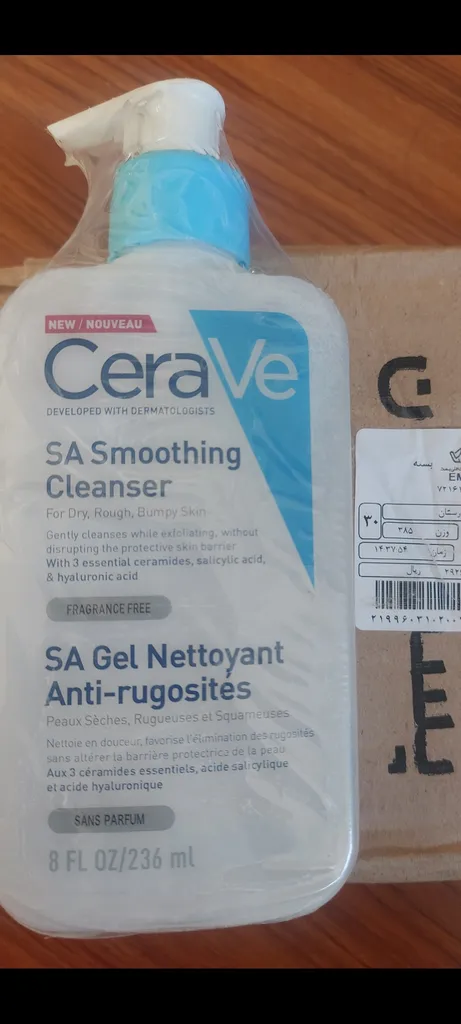 NEW / NOUVEAU
CeraVe
DEVELOPED WITH DERMATOLOGISTS
SA Smoothing
Cleanser
For Dry, Rough, Bumpy Skin
Gently cleanses while exfoliating, without
disrupting the protective skin barrier
With 3 essential ceramides, salicylic acid,
& hyaluronic acid
FRAGRANCE FREE
SA Gel Nettoyant
Anti-rugosités
Peaux Sèches, Rugueuses et Squameuses
Nettoie en douceur, favorise l'élimination des rugosités
sans altérer la barrière protectrice de la peau
Aux 3 céramides essentiels, acide salicylique
et acide hyaluronique
SANS PARFUM
8 FL OZ/236 ml
EM
۳۰
وزن ۳۸۵
ریال